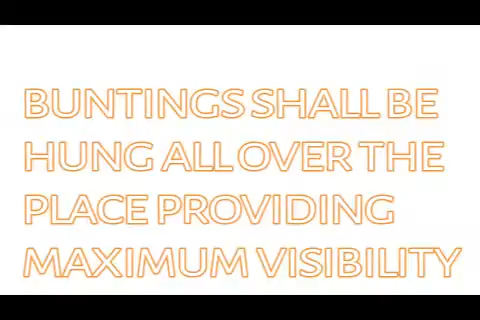 BUNTINGS SHALL BE
HUNG ALL OVER THE
PLACE PROVIDING
MAXIMUM VISIBILITY